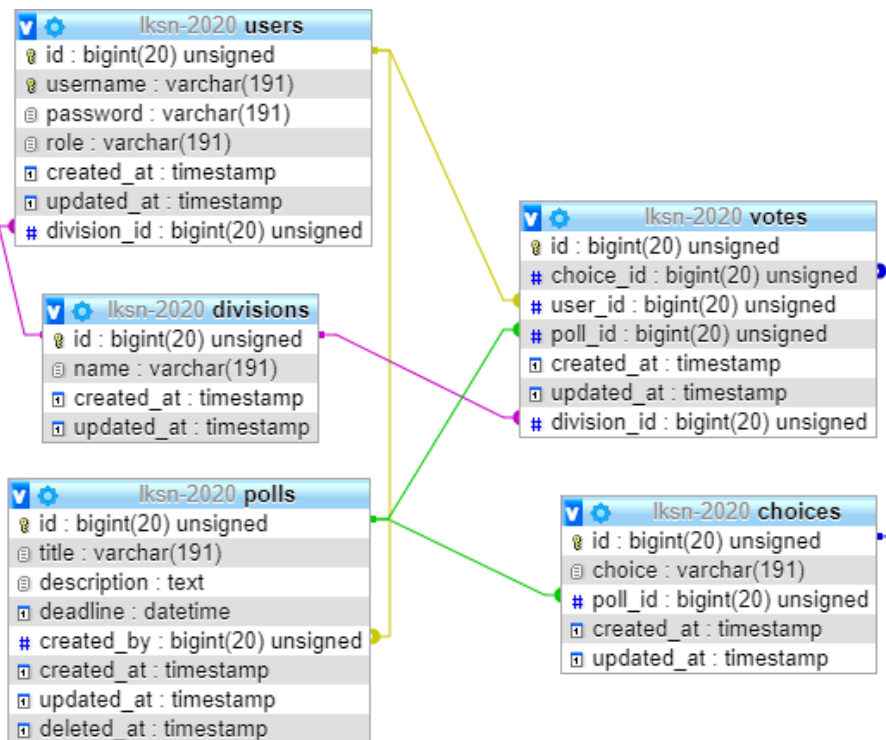 lksn-2020 users
id : bigint(20) unsigned
username : varchar(191)
password : varchar(191)
role : varchar(191)
created_at : timestamp
updated_at : timestamp
# division_id : bigint(20) unsigned
v lksn-2020 divisions
id : bigint(20) unsigned
name : varchar(191)
created_at : timestamp
updated_at : timestamp
v lksn-2020 polls
id : bigint(20) unsigned
title : varchar(191)
description : text
deadline : datetime
# created_by : bigint(20) unsigned
created_at : timestamp
updated_at : timestamp
deleted_at : timestamp
v lksn-2020 votes
id : bigint(20) unsigned
# choice_id : bigint(20) unsigned
# user_id : bigint(20) unsigned
# poll_id : bigint(20) unsigned
created_at : timestamp
updated_at : timestamp
# division_id : bigint(20) unsigned
v lksn-2020 choices
id : bigint(20) unsigned
choice : varchar(191)
# poll_id : bigint(20) unsigned
created_at : timestamp
updated_at : timestamp